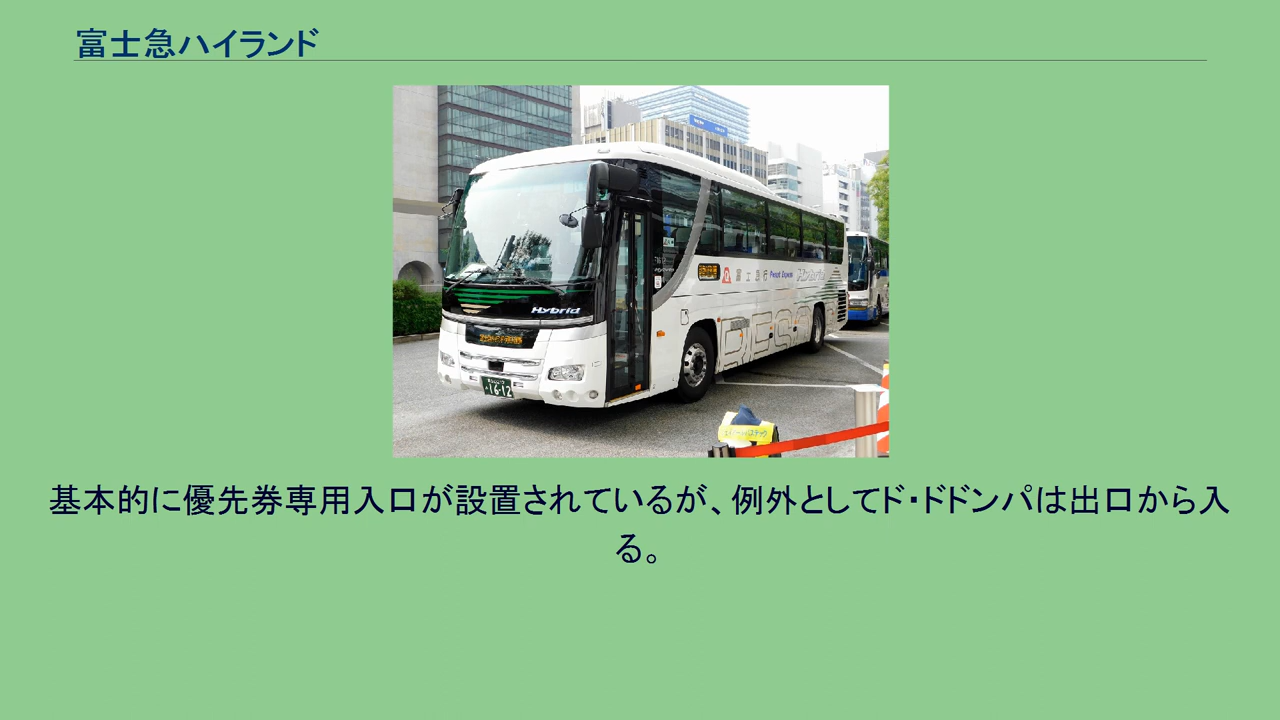 富士急ハイランド
Hybrid
富士急行
16-12
基本的に優先券専用入口が設置されているが、例外としてド・ドドンパは出口から入
る。